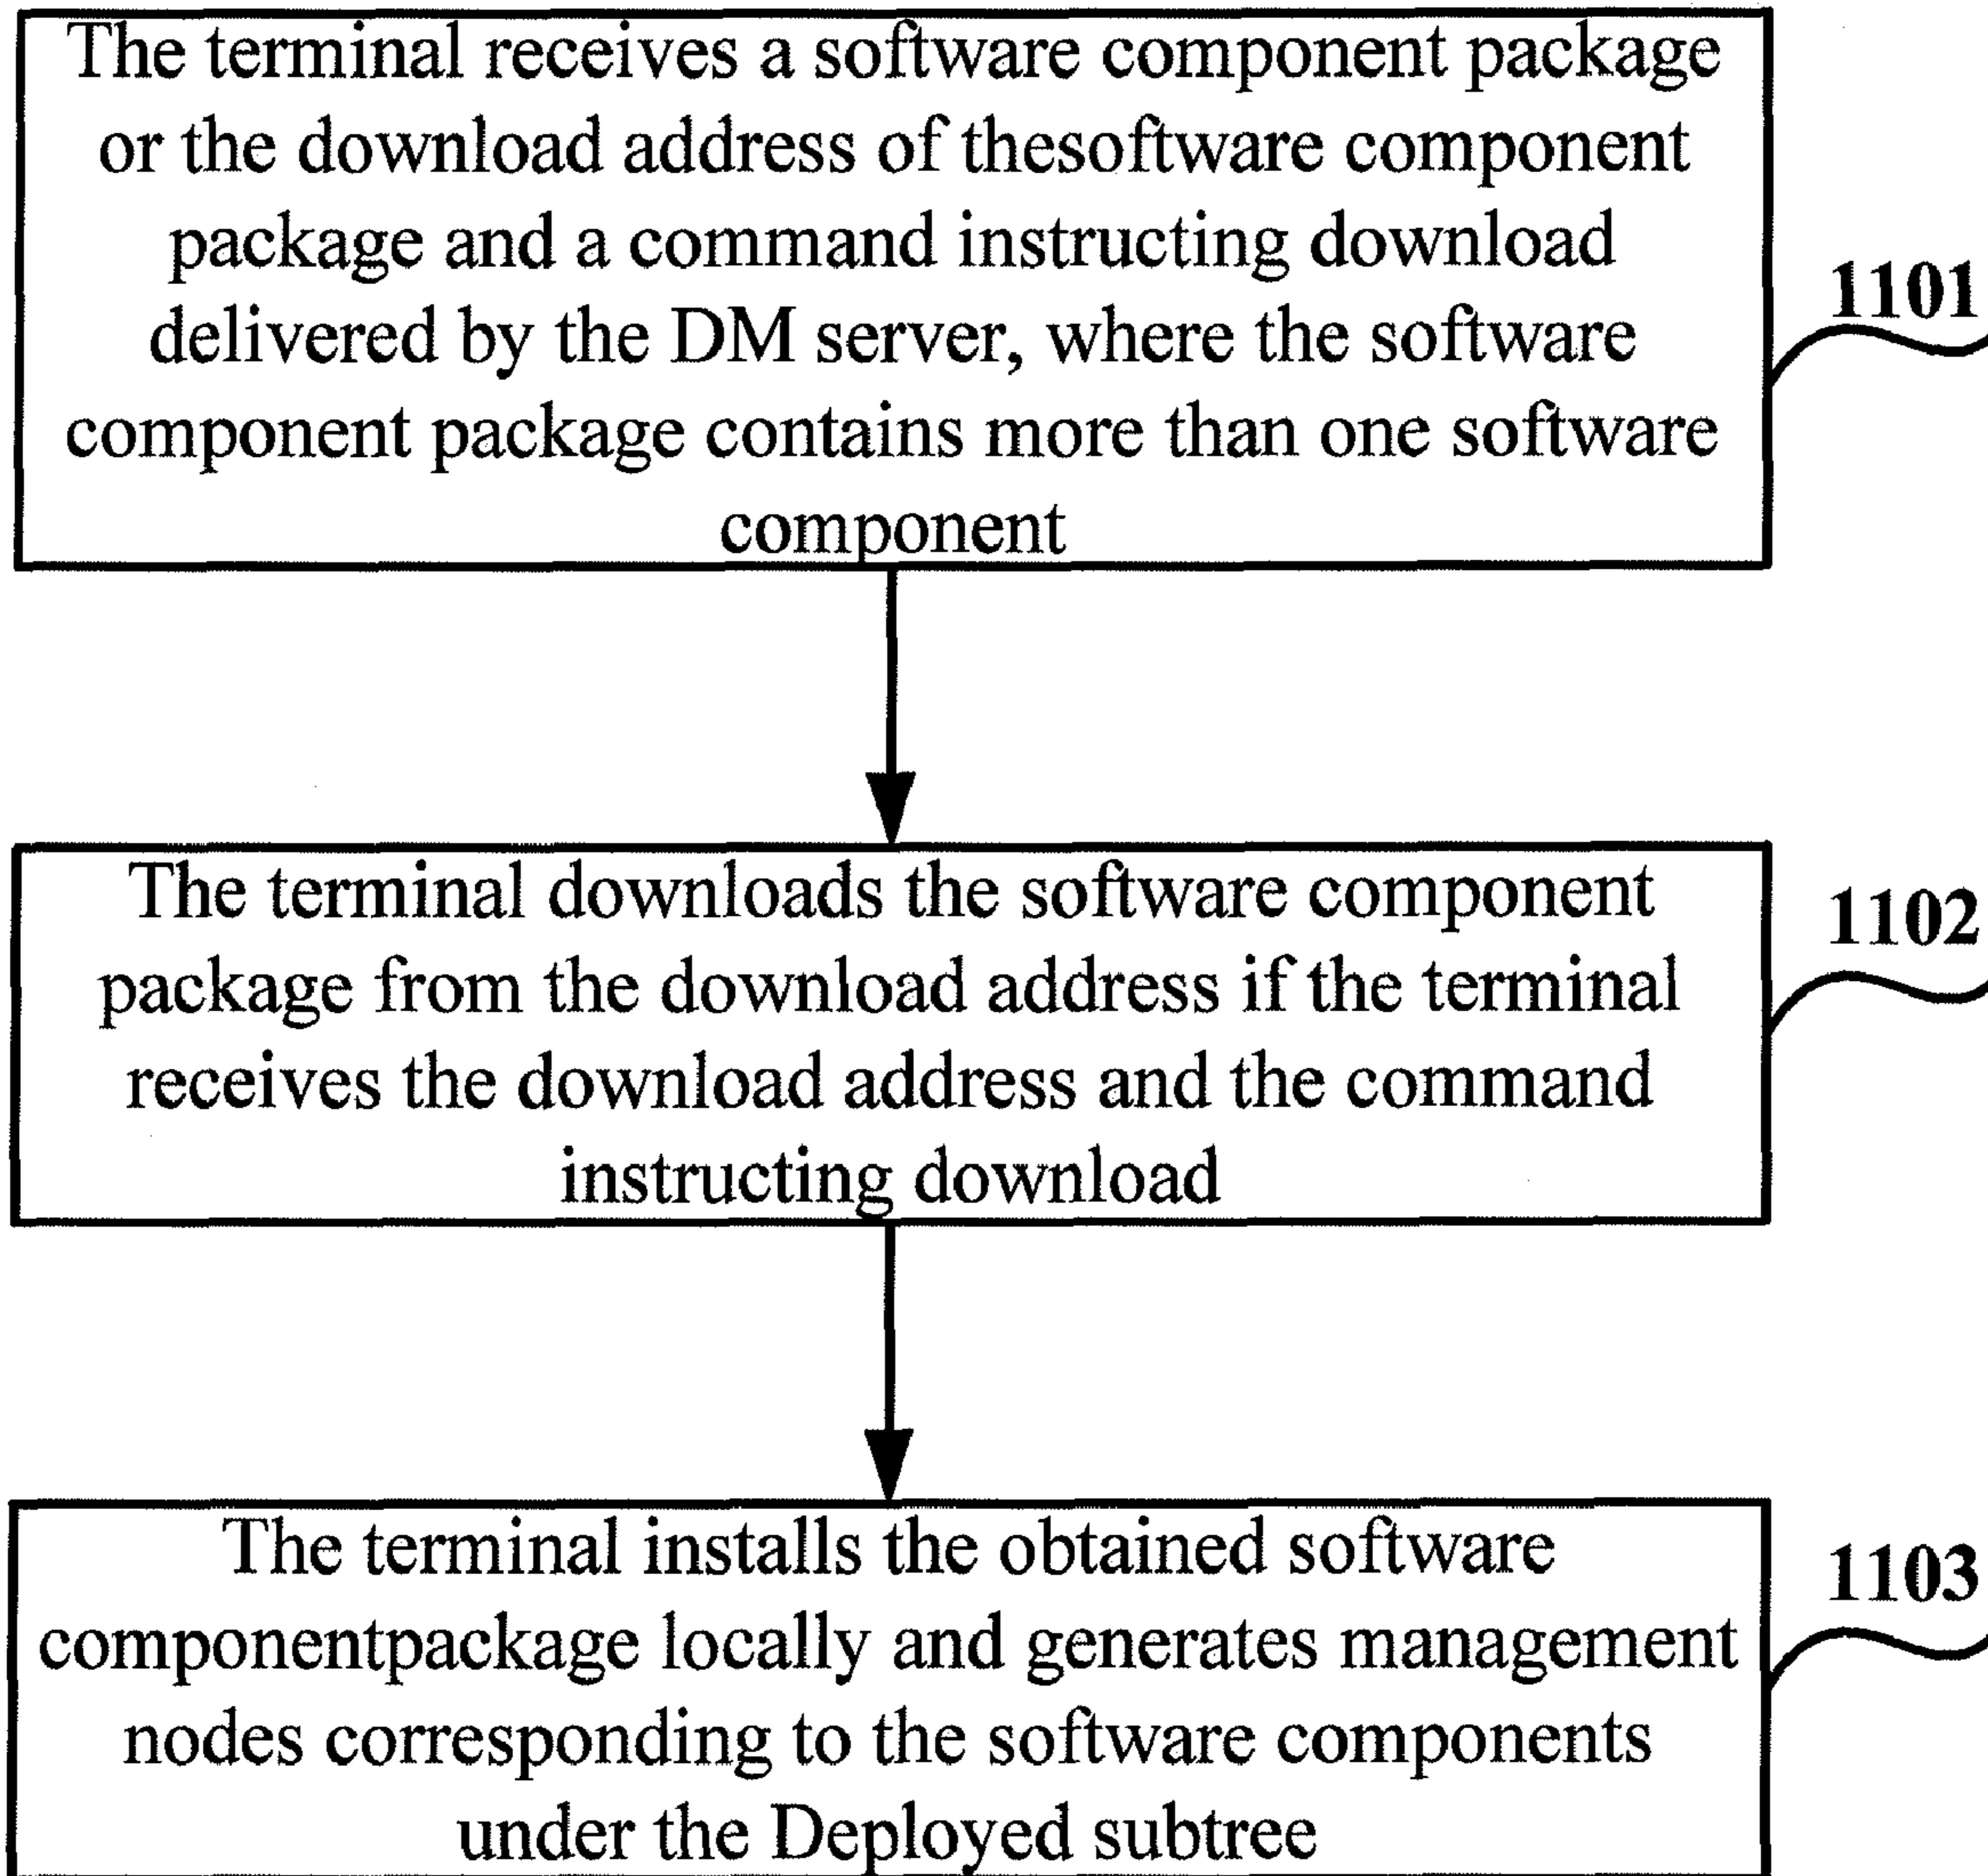 The terminal receives a software component package
or the download address of thesoftware component
package and a command instructing download
delivered by the DM server, where the software
component package contains more than one software
component
1101
The terminal downloads the software component
package from the download address if the terminal
receives the download address and the command
instructing download
1102
The terminal installs the obtained software
componentpackage locally and generates management
nodes corresponding to the software components
under the Deployed subtree
1103